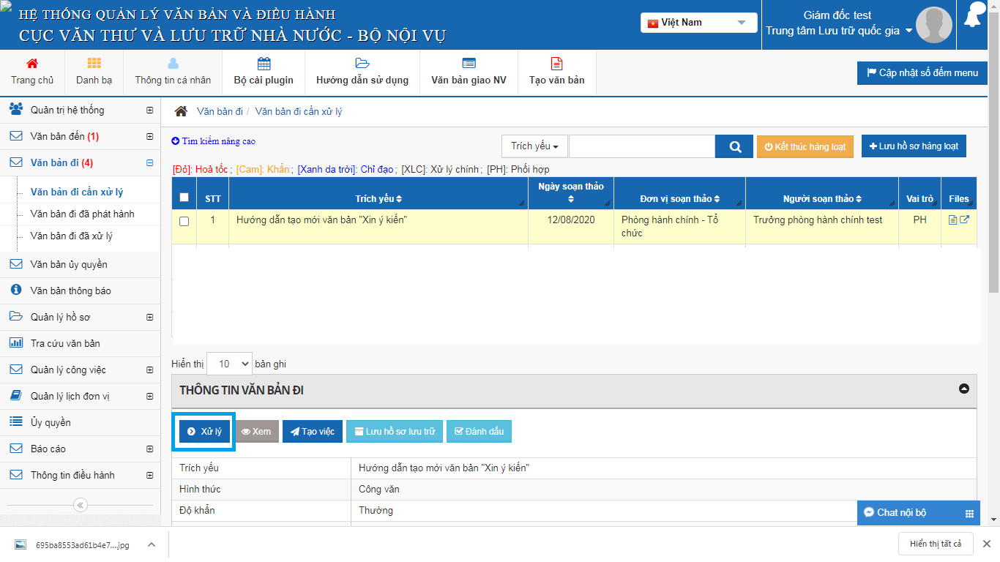 HỆ THỐNG QUẢN LÝ VĂN BẢN VÀ ĐIỀU HÀNH
CỤC VĂN THƯ VÀ LƯU TRỮ NHÀ NƯỚC - BỘ NỘI VỤ
Việt Nam
Giám đốc test
Trung tâm Lưu trữ quốc gia
Trang chủ
Danh bạ
Thông tin cá nhân
Bộ cài plugin
Hướng dẫn sử dụng
Văn bản giao NV
Tạo văn bản
Cập nhật số đếm menu
Quản trị hệ thống
Văn bản đến (1)
Văn bản đi (4)
Văn bản đi cần xử lý
Văn bản đi đã phát hành
Văn bản đi đã xử lý
Văn bản ủy quyền
Văn bản thông báo
Quản lý hồ sơ
Tra cứu văn bản
Quản lý công việc
Quản lý lịch đơn vị
Ủy quyền
Báo cáo
Thông tin điều hành
Văn bản đi / Văn bản đi cần xử lý
Tìm kiếm nâng cao
Trích yếu
Kết thúc hàng loạt
Lưu hồ sơ hàng loạt
[Đỏ]: Hoả tốc ; [Cam]: Khẩn ; [Xanh da trời]: Chỉ đạo ; [XLC]: Xử lý chính ; [PH]: Phối hợp
STT Trích yếu Ngày soạn thảo Đơn vị soạn thảo Người soạn thảo Vai trò Files
1 Hướng dẫn tạo mới văn bản "Xin ý kiến" 12/08/2020 Phòng hành chính - Tổ chức Trưởng phòng hành chính test PH
Hiển thị 10 bản ghi
THÔNG TIN VĂN BẢN ĐI
Xử lý
Xem
Tạo việc
Lưu hồ sơ lưu trữ
Đánh dấu
Trích yếu Hướng dẫn tạo mới văn bản "Xin ý kiến"
Hình thức Công văn
Độ khẩn Thường
Chat nội bộ
695ba8553ad61b4e7....jpg
Hiển thị tất cả